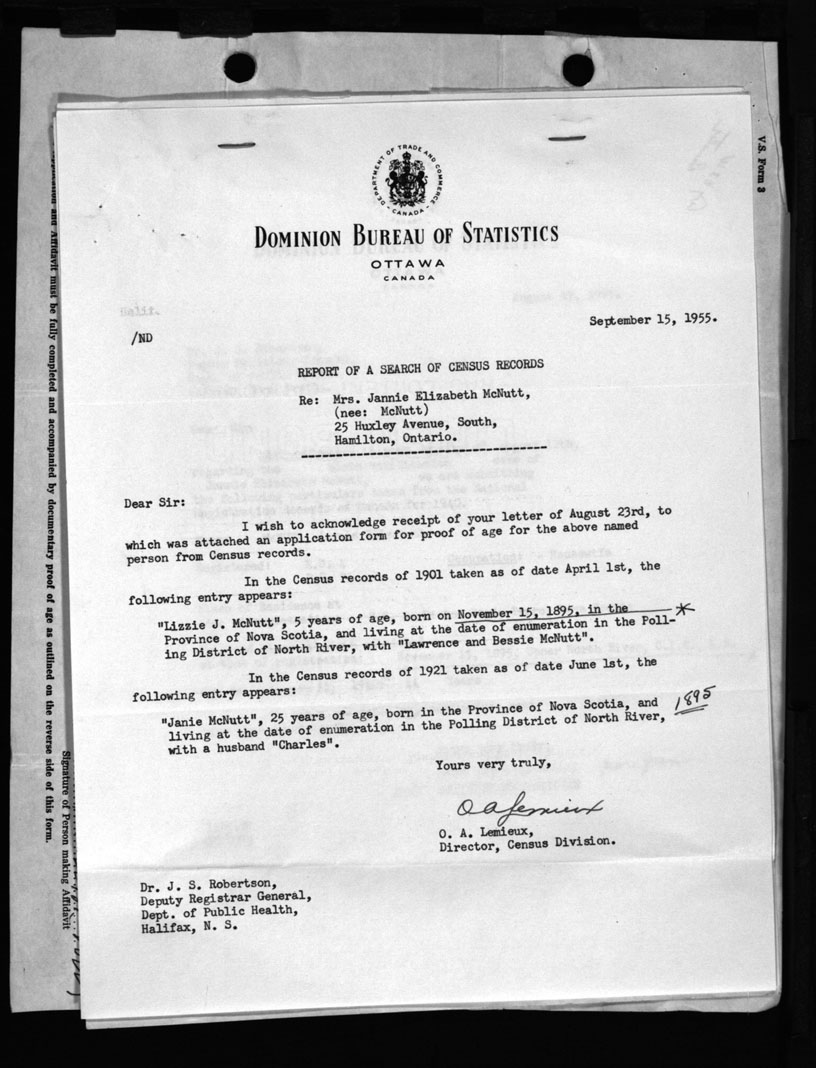 DEPARTMENT OF TRADE AND COMMERCE
- CANADA -
DOMINION BUREAU OF STATISTICS
OTTAWA
CANADA
V.S. Form 3
September 15, 1955.
/ND
REPORT OF A SEARCH OF CENSUS RECORDS
Re: Mrs. Jannie Elizabeth McNutt,
(nee: McNutt)
25 Huxley Avenue, South,
Hamilton, Ontario.
Dear Sir:
I wish to acknowledge receipt of your letter of August 23rd, to
which was attached an application form for proof of age for the above named
person from Census records.
In the Census records of 1901 taken as of date April 1st, the
following entry appears:
"Lizzie J. McNutt", 5 years of age, born on November 15, 1895, in the *
Province of Nova Scotia, and living at the date of enumeration in the Poll-
ing District of North River, with "Lawrence and Bessie McNutt".
In the Census records of 1921 taken as of date June 1st, the
following entry appears:
"Janie McNutt", 25 years of age, born in the Province of Nova Scotia, and 1895
living at the date of enumeration in the Polling District of North River,
with a husband "Charles".
Yours very truly,
O A Lemieux
O. A. Lemieux,
Director, Census Division.
Dr. J. S. Robertson,
Deputy Registrar General,
Dept. of Public Health,
Halifax, N. S.
and Affidavit must be fully completed and accompanied by documentary proof of age as outlined on the reverse side of this form.
Signature of Person making Affidavit